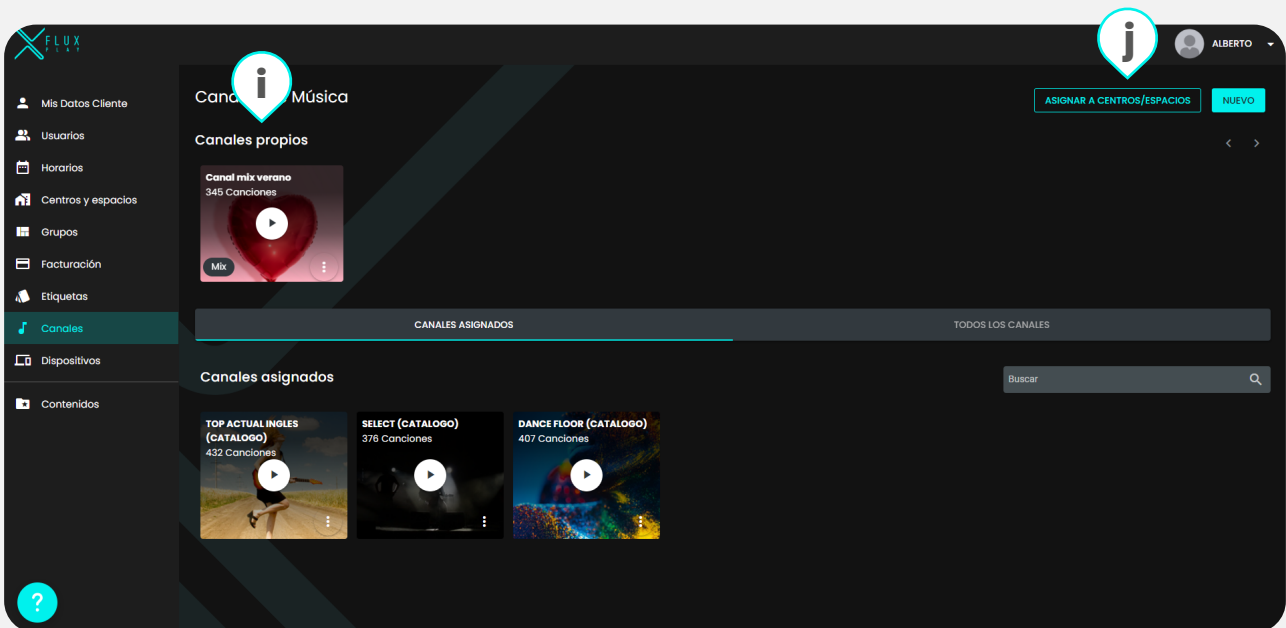 j
FLUX
PLAY
ALBERTO
i
Mis Datos Cliente
Usuarios
Horarios
Centros y espacios
Grupos
Facturación
Etiquetas
Canales
Dispositivos
Contenidos
?
Música
ASIGNAR A CENTROS/ESPACIOS
NUEVO
Canales propios
Canal mix verano
345 Canciones
Mix
CANALES ASIGNADOS
TODOS LOS CANALES
Canales asignados
Buscar
TOP ACTUAL INGLES
(CATALOGO)
432 Canciones
SELECT (CATALOGO)
376 Canciones
DANCE FLOOR (CATALOGO)
407 Canciones